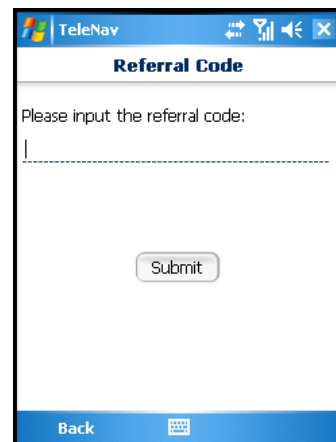 TeleNav
Referral Code
Please input the referral code:
Submit
Back